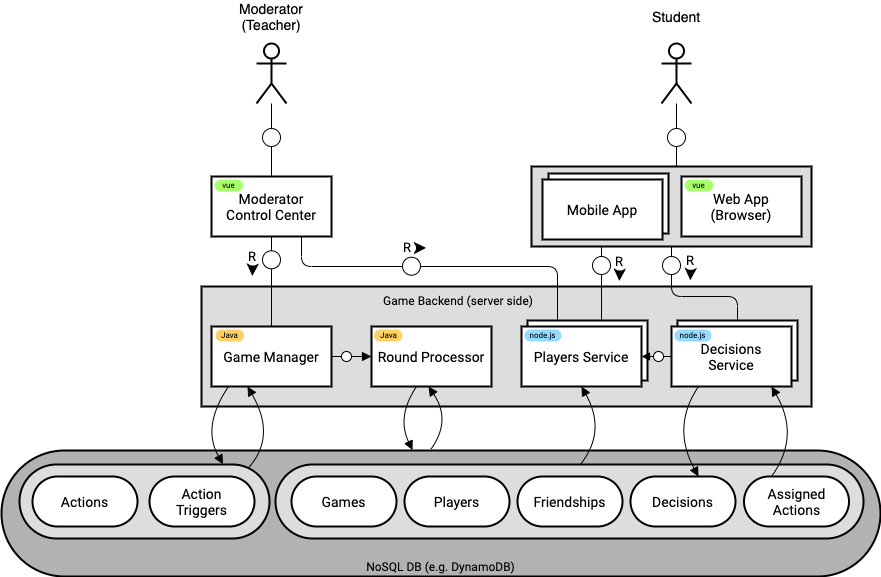 Moderator
(Teacher)
Student
vue
Moderator
Control Center
Mobile App
vue
Web App
(Browser)
R
R
R
R
Game Backend (server side)
Java
Game Manager
Java
Round Processor
node.js
Players Service
node.js
Decisions
Service
Actions
Action
Triggers
Games
Players
Friendships
Decisions
Assigned
Actions
NoSQL DB (e.g. DynamoDB)